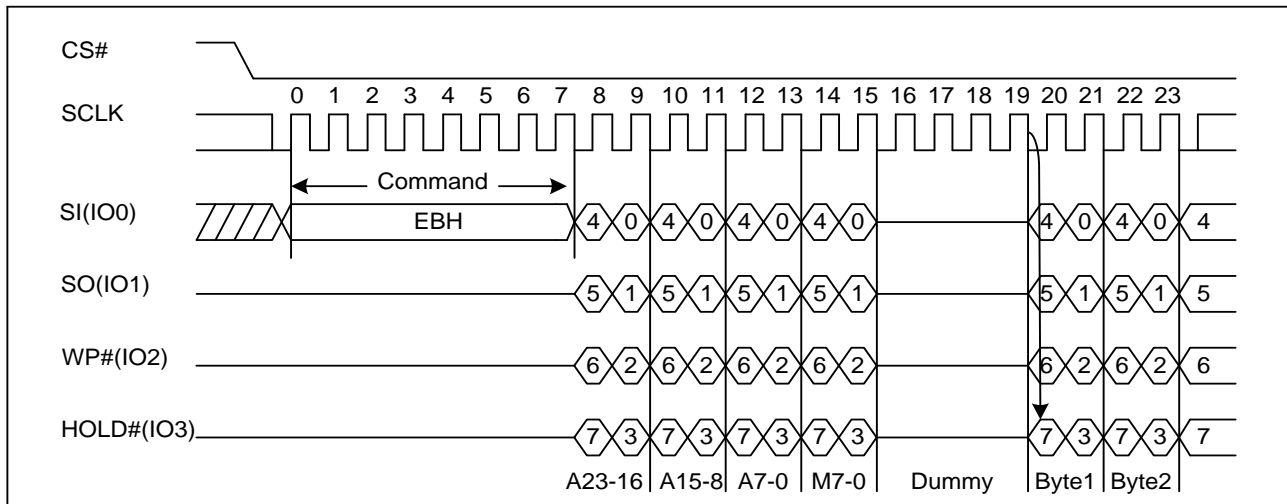 CS#
0 1 2 3 4 5 6 7 8 9 10 11 12 13 14 15 16 17 18 19 20 21 22 23
SCLK
Command
SI(IO0) EBH 4 0 4 0 4 0 4 0 4 0 4 0 4
SO(IO1) 5 1 5 1 5 1 5 1 5 1 5 1 5
WP#(IO2) 6 2 6 2 6 2 6 2 6 2 6 2 6
HOLD#(IO3) 7 3 7 3 7 3 7 3 7 3 7 3 7
A23-16 A15-8 A7-0 M7-0 Dummy Byte1 Byte2